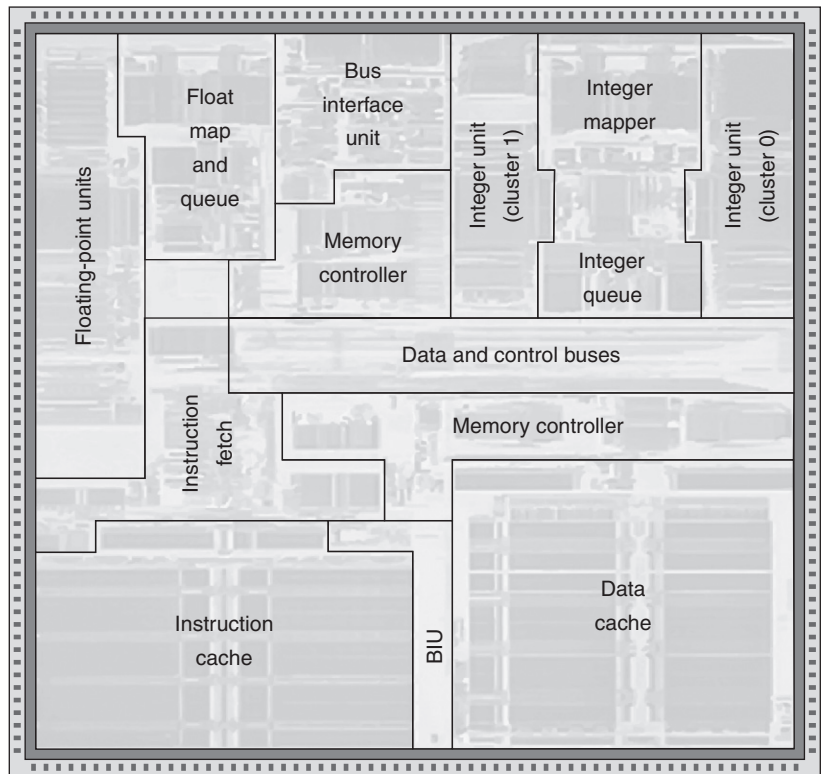 Float
map
and
queue
Bus
interface
unit
Integer unit
(cluster 1)
Integer
mapper
Integer unit
(cluster 0)
Floating-point units
Memory
controller
Integer
queue
Data and control buses
Instruction
fetch
Memory controller
Instruction
cache
BIU
Data
cache